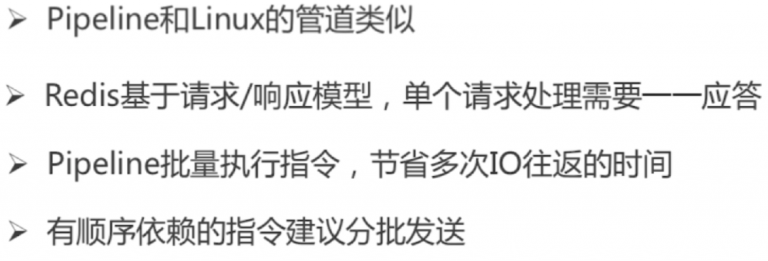 ➢ Pipeline和Linux的管道类似
➢ Redis基于请求/响应模型，单个请求处理需要一一应答
➢ Pipeline批量执行指令，节省多次IO往返的时间
➢ 有顺序依赖的指令建议分批发送